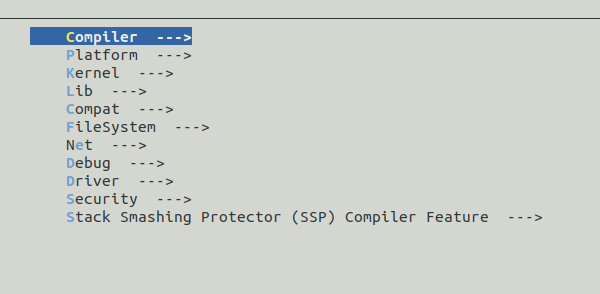 Compiler --->
Platform --->
Kernel --->
Lib --->
Compat --->
FileSystem --->
Net --->
Debug --->
Driver --->
Security --->
Stack Smashing Protector (SSP) Compiler Feature --->